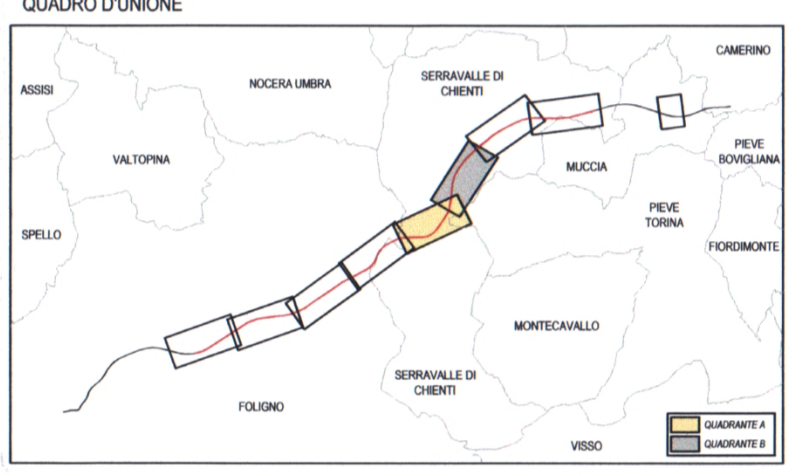 QUADRO D'UNIONE
CAMERINO
ASSISI
NOCERA UMBRA
SERRAVALLE DI
CHIENTI
VALTOPINA
MUCCIA
PIEVE
BOVIGLIANA
SPELLO
PIEVE
TORINA
FIORDIMONTE
MONTECAVALLO
SERRAVALLE DI
CHIENTI
FOLIGNO
VISSO
QUADRANTE A
QUADRANTE B